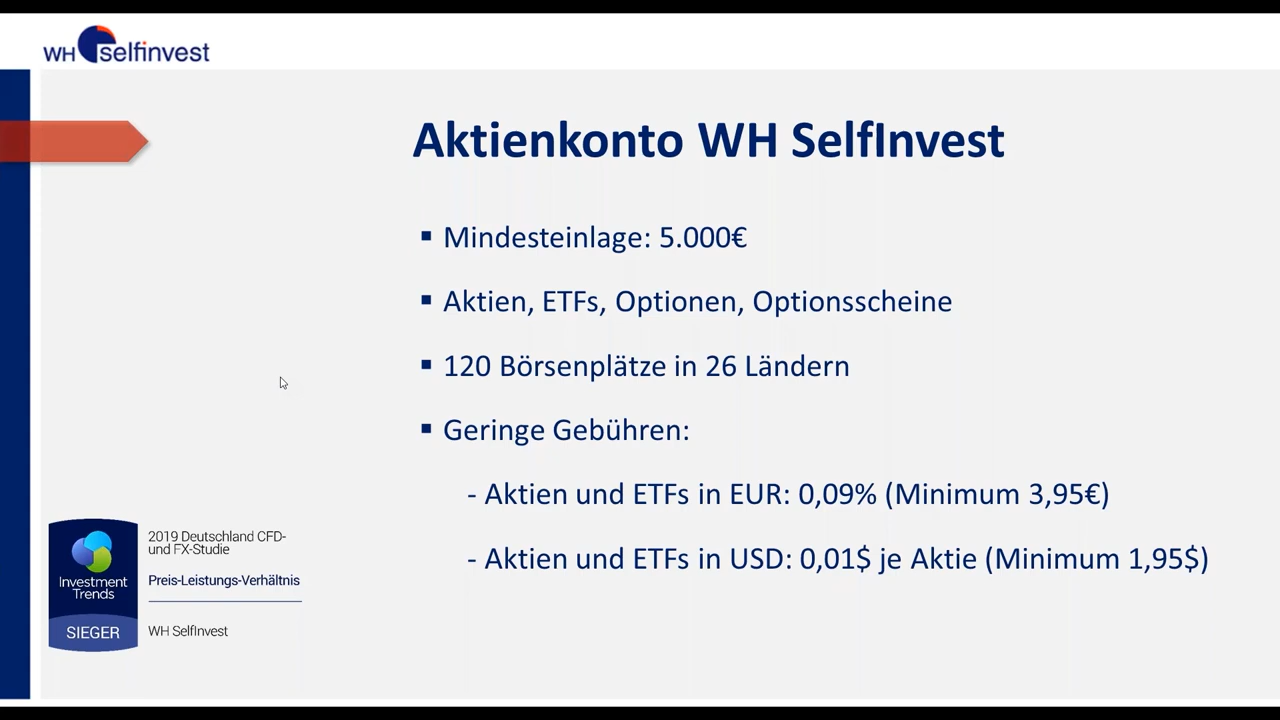 WH selfinvest
Aktienkonto WH SelfInvest
▪ Mindesteinlage: 5.000€
▪ Aktien, ETFs, Optionen, Optionsscheine
▪ 120 Börsenplätze in 26 Ländern
▪ Geringe Gebühren:
- Aktien und ETFs in EUR: 0,09% (Minimum 3,95€)
- Aktien und ETFs in USD: 0,01$ je Aktie (Minimum 1,95$)
Investment
Trends
SIEGER
2019 Deutschland CFD-
und FX-Studie
Preis-Leistungs-Verhältnis
WH SelfInvest